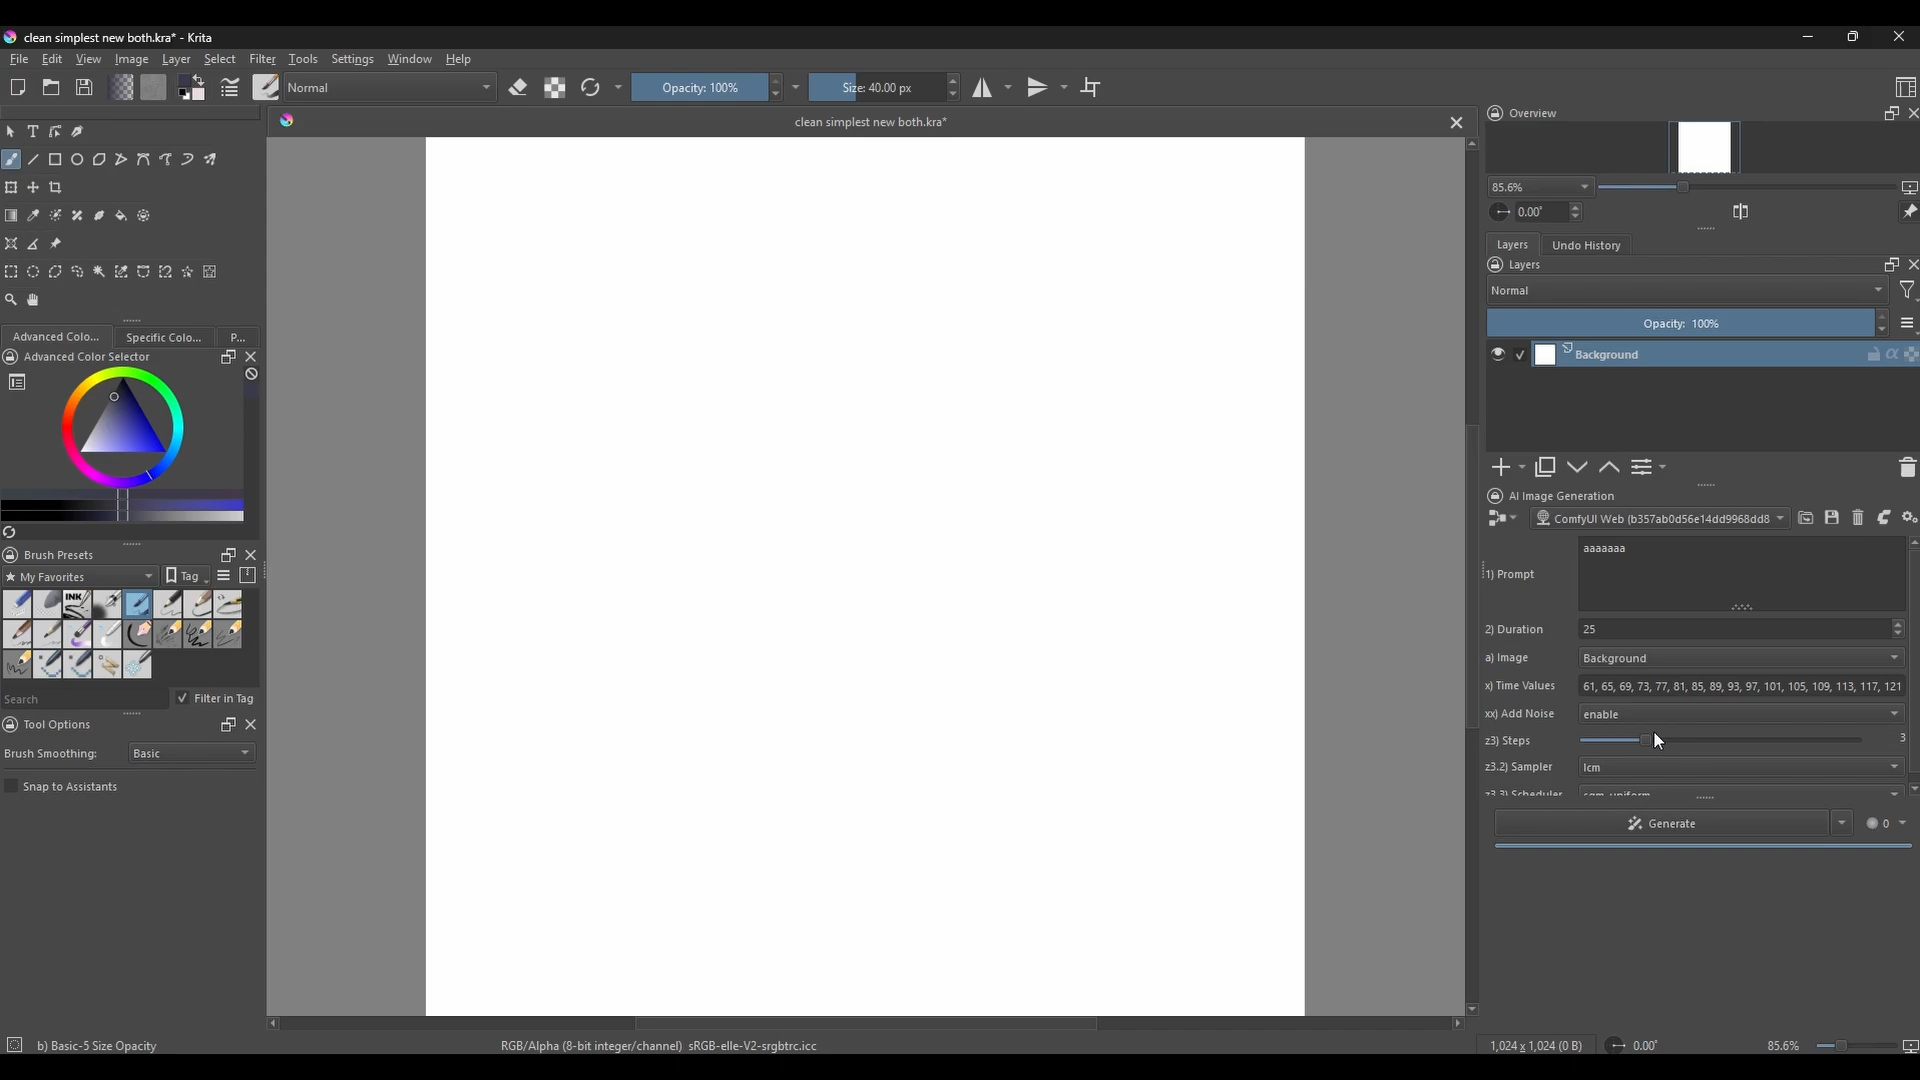 clean simplest new both.kra* - Krita
File Edit View Image Layer Select Filter Tools Settings Window Help
Normal
Opacity: 100%
Size: 40.00 px
clean simplest new both.kra*
T
Advanced Colo...
Specific Colo...
P...
Advanced Color Selector
Brush Presets
★ My Favorites
Tag
INK
Search
Filter in Tag
Tool Options
Brush Smoothing:
Basic
Snap to Assistants
Overview
85.6%
0.00°
Layers
Undo History
Layers
Normal
Opacity: 100%
Background
AI Image Generation
ComfyUI Web (b357ab0d56e14dd9968dd8
1) Prompt
aaaaaaa
2) Duration
25
a) Image
Background
x) Time Values
61, 65, 69, 73, 77, 81, 85, 89, 93, 97, 101, 105, 109, 113, 117, 121
xx) Add Noise
enable
z3) Steps
3
z3.2) Sampler
lcm
z3.3) Scheduler
sgm_uniform
Generate
0
b) Basic-5 Size Opacity
RGB/Alpha (8-bit integer/channel) sRGB-elle-V2-srgbtrc.icc
1,024 x 1,024 (0 B)
0.00°
85.6%